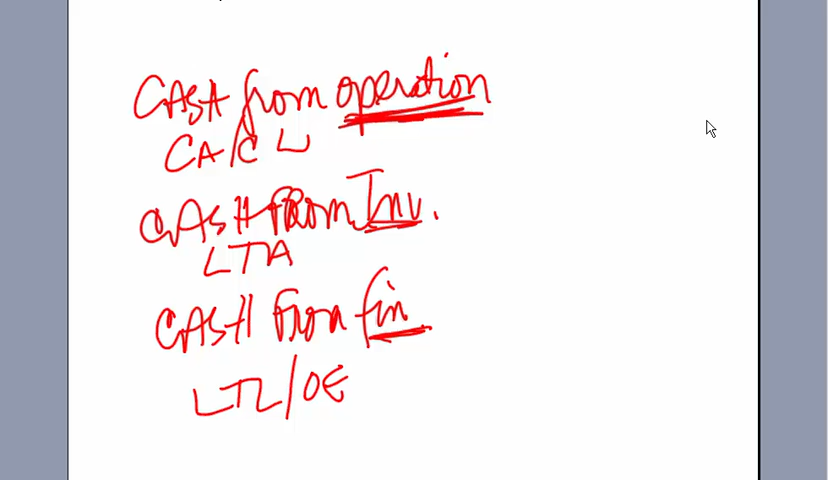 CASH from operation
CA/CL
CASH FROM Inv.
LTA
CASH From fin
LTL/OE